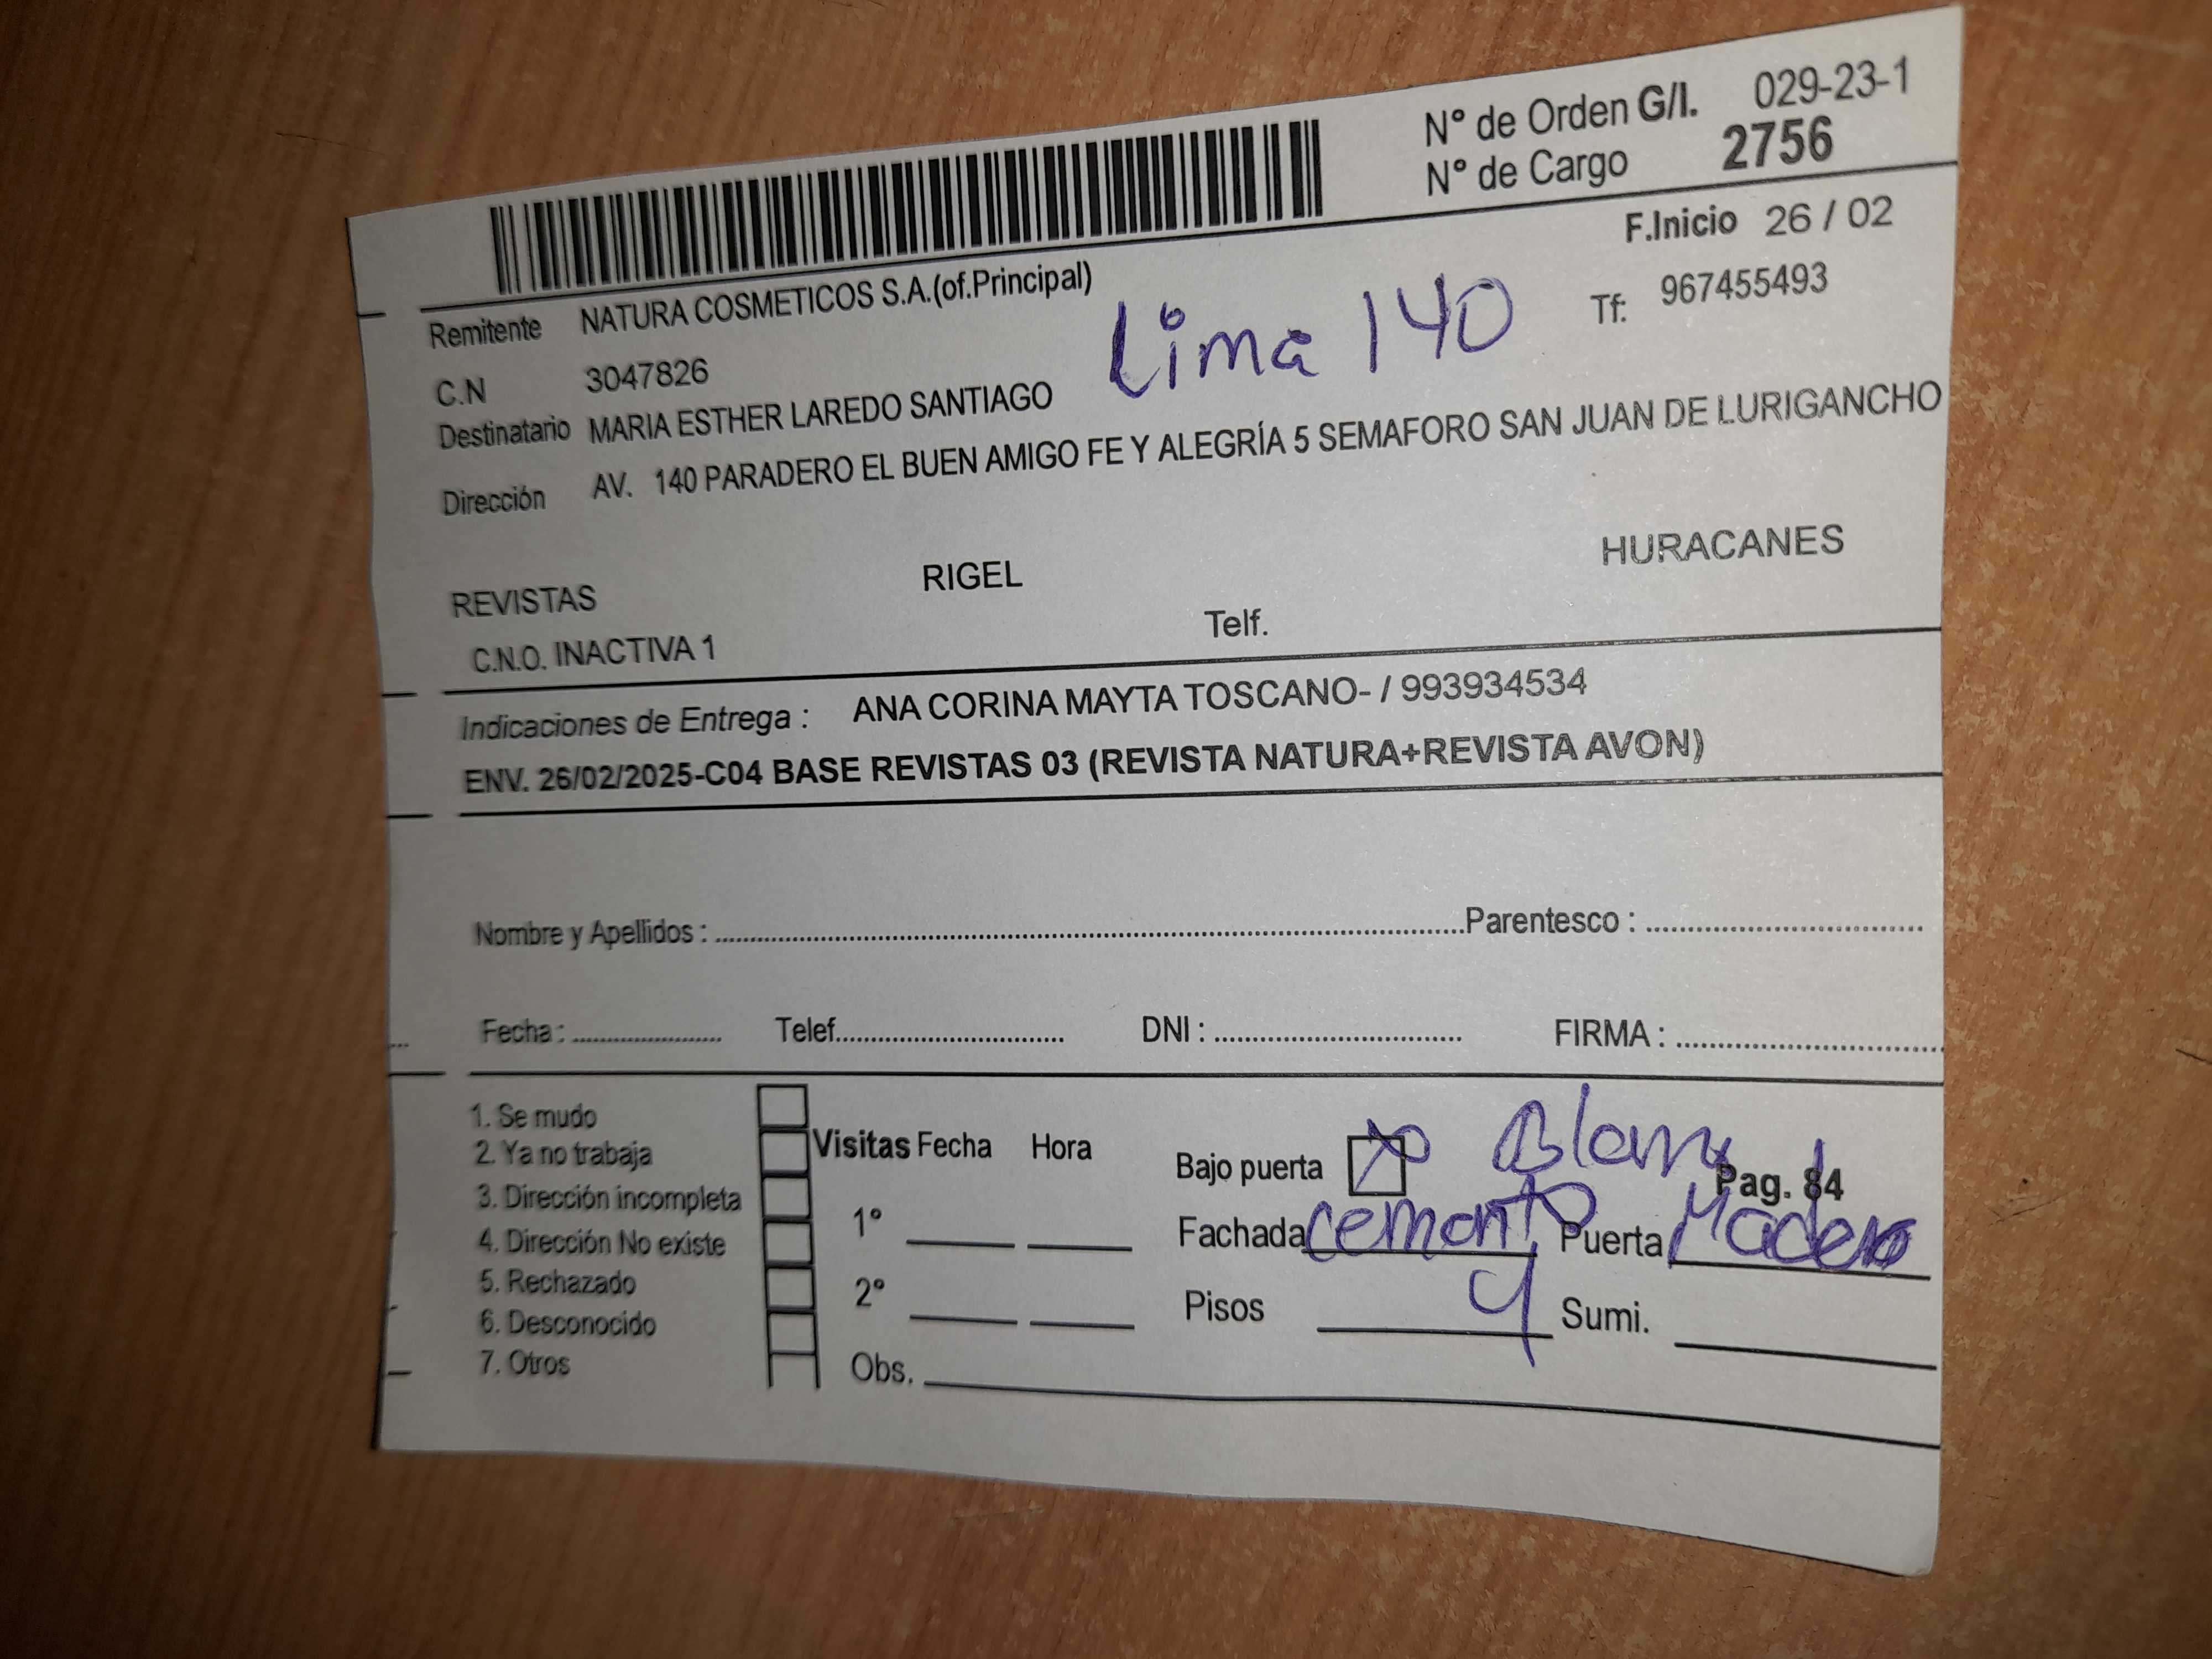 Nº de Orden G/I. 029-23-1
Nº de Cargo 2756
F.Inicio 26 / 02
Remitente NATURA COSMETICOS S.A.(of.Principal)
Lima 140
Tf: 967455493
C.N 3047826
Destinatario MARIA ESTHER LAREDO SANTIAGO
Dirección AV. 140 PARADERO EL BUEN AMIGO FE Y ALEGRÍA 5 SEMAFORO SAN JUAN DE LURIGANCHO
REVISTAS RIGEL HURACANES
C.N.O. INACTIVA 1 Telf.
Indicaciones de Entrega : ANA CORINA MAYTA TOSCANO- / 993934534
ENV. 26/02/2025-C04 BASE REVISTAS 03 (REVISTA NATURA+REVISTA AVON)
Nombre y Apellidos : Parentesco :
Fecha : Telef. DNI : FIRMA :
1. Se mudo
2. Ya no trabaja
3. Dirección incompleta
4. Dirección No existe
5. Rechazado
6. Desconocido
7. Otros
Visitas Fecha Hora
1º
2º
Obs.
Bajo puerta
Pag. 84
Fachada cemento Puerta Madera
Pisos 4 Sumi.